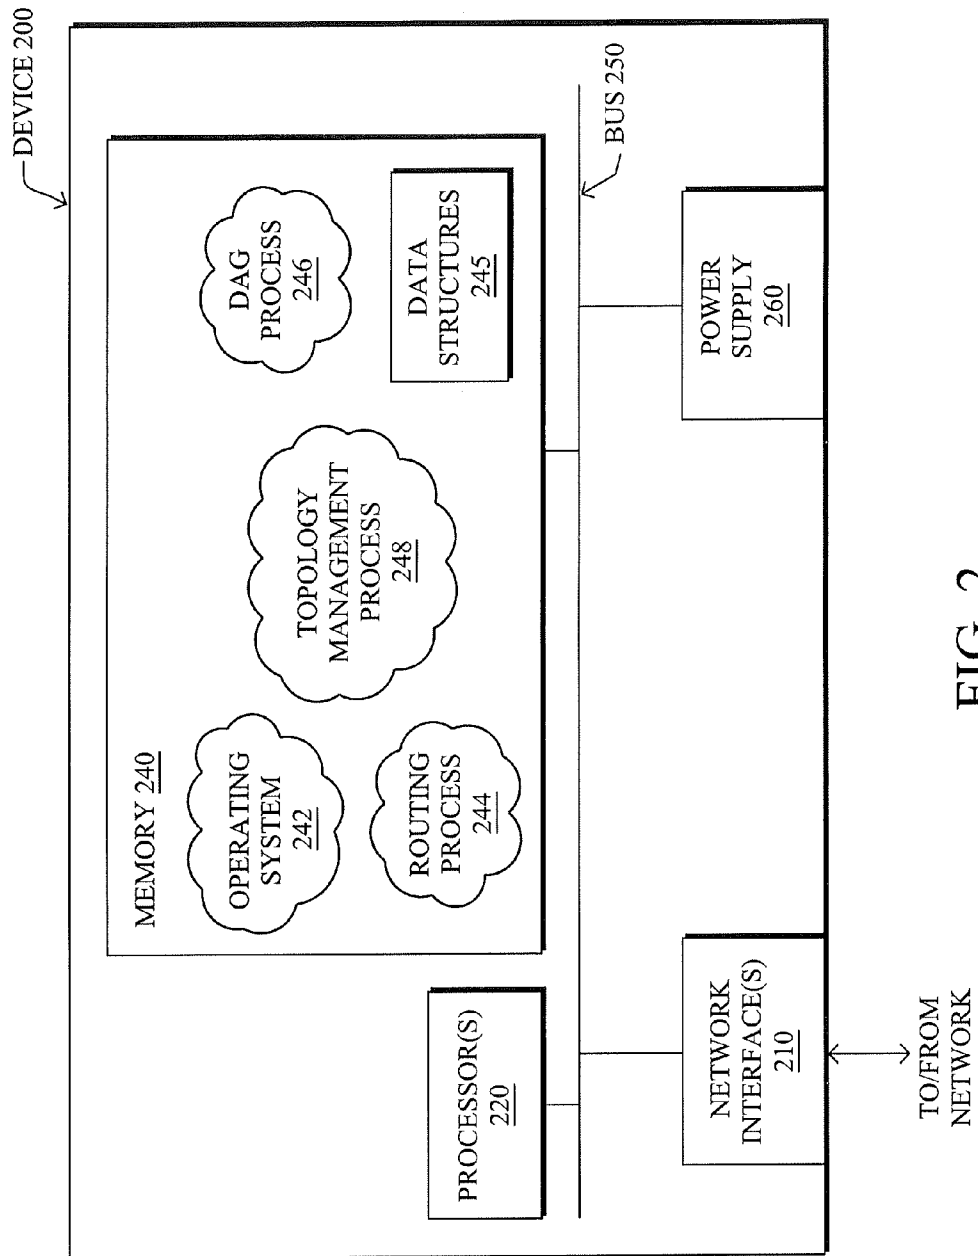 DEVICE 200
MEMORY 240
OPERATING
SYSTEM
242
TOPOLOGY
MANAGEMENT
PROCESS
248
DAG
PROCESS
246
ROUTING
PROCESS
244
DATA
STRUCTURES
245
PROCESSOR(S)
220
BUS 250
NETWORK
INTERFACE(S)
210
POWER
SUPPLY
260
TO/FROM
NETWORK
FIG. 2